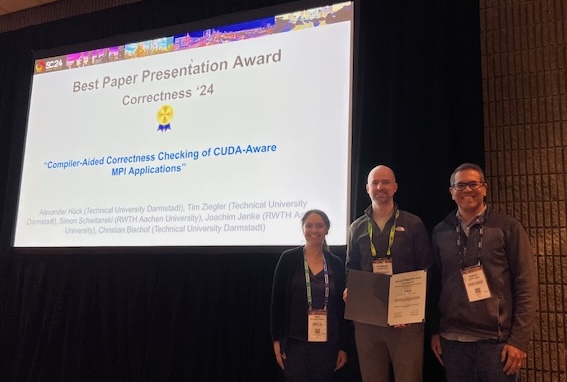 SC24
Best Paper Presentation Award
Correctness '24
"Compiler-Aided Correctness Checking of CUDA-Aware
MPI Applications"
Alexander Hück (Technical University Darmstadt), Tim Ziegler (Technical University
Darmstadt), Simon Schwitanski (RWTH Aachen University), Joachim Jenke (RWTH Aa
University), Christian Bischof (Technical University Darmstadt)